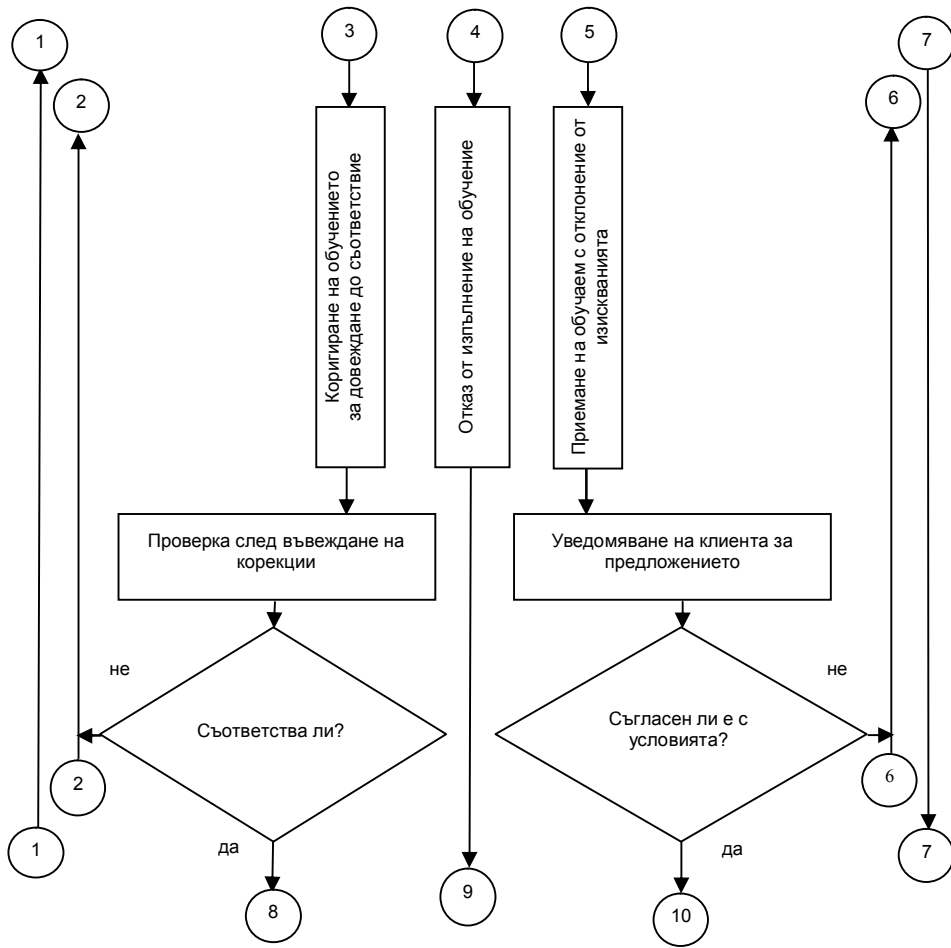 1
2
3
4
5
6
7
Коригиране на обучението
за довеждане до съответствие
Отказ от изпълнение на обучение
Приемане на обучаем с отклонение от
изискванията
Проверка след въвеждане на
корекции
Уведомяване на клиента за
предложението
не
Съответства ли?
да
не
Съгласен ли е с
условията?
да
2
1
6
7
8
9
10